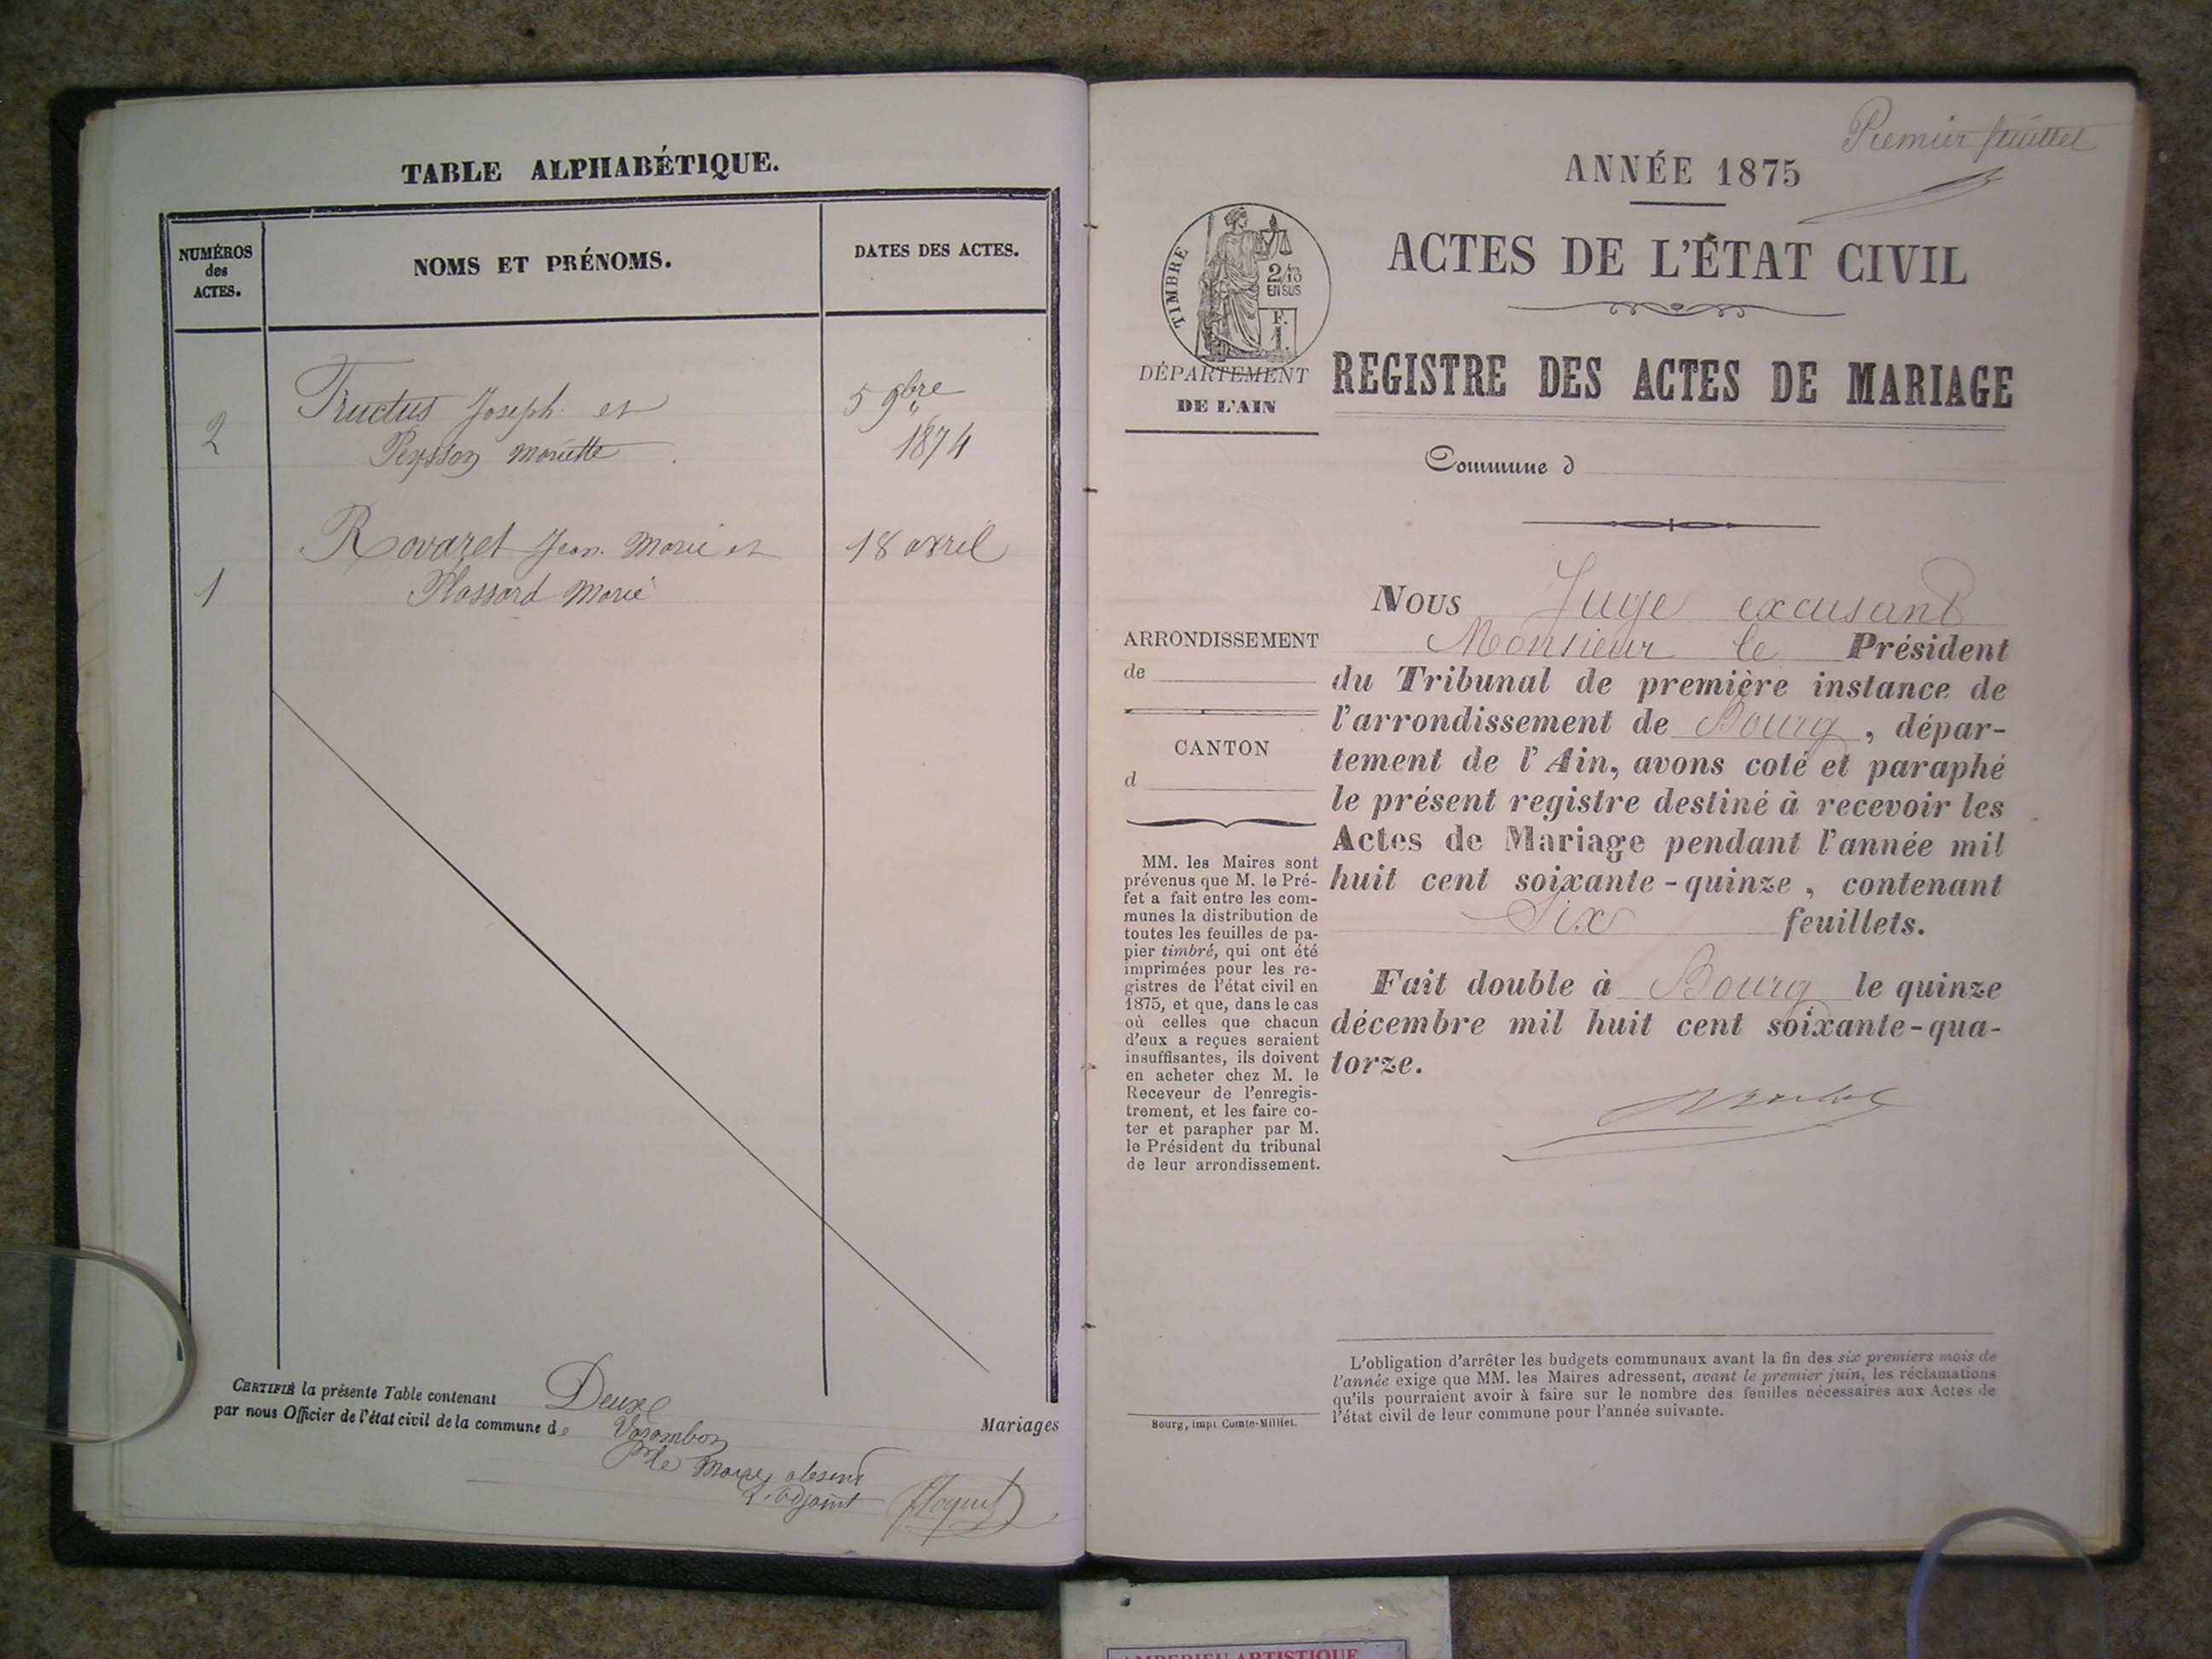 TABLE ALPHABÉTIQUE.
NUMÉROS
des
ACTES.
NOMS ET PRÉNOMS.
DATES DES ACTES.
Fructus Joseph et
5 9bre
2
Peysson mariette
1874
Rovaret Jean. Marie et
18 avril
1
Plassard Marie
CERTIFIÉ la présente Table contenant Deux
Mariages
par nous Officier de l'état civil de la commune de Varambon
pr le Maire absent
L'adjoint
Premier feuillet
ANNÉE 1875
ACTES DE L'ÉTAT CIVIL
TIMBRE
2/10
EN SUS
F.
1.
DÉPARTEMENT
DE L'AIN
REGISTRE DES ACTES DE MARIAGE
Commune d
ARRONDISSEMENT
de
CANTON
d
MM. les Maires sont
prévenus que M. le Pré-
fet a fait entre les com-
munes la distribution de
toutes les feuilles de pa-
pier timbré, qui ont été
imprimées pour les re-
gistres de l'état civil en
1875, et que, dans le cas
où celles que chacun
d'eux a reçues seraient
insuffisantes, ils doivent
en acheter chez M. le
Receveur de l'enregis-
trement, et les faire co-
ter et parapher par M.
le Président du tribunal
de leur arrondissement.
Nous Juge excusant
Monsieur le Président
du Tribunal de première instance de
l'arrondissement de Bourg, dépar-
tement de l'Ain, avons coté et paraphé
le présent registre destiné à recevoir les
Actes de Mariage pendant l'année mil
huit cent soixante-quinze, contenant
Six feuillets.
Fait double à Bourg le quinze
décembre mil huit cent soixante-qua-
torze.
L'obligation d'arrêter les budgets communaux avant la fin des six premiers mois de
l'année exige que MM. les Maires adressent, avant le premier juin, les réclamations
qu'ils pourraient avoir à faire sur le nombre des feuilles nécessaires aux Actes de
l'état civil de leur commune pour l'année suivante.
Bourg, impr. Comte-Milliet.
AMBERIEU ARTISTIQUE